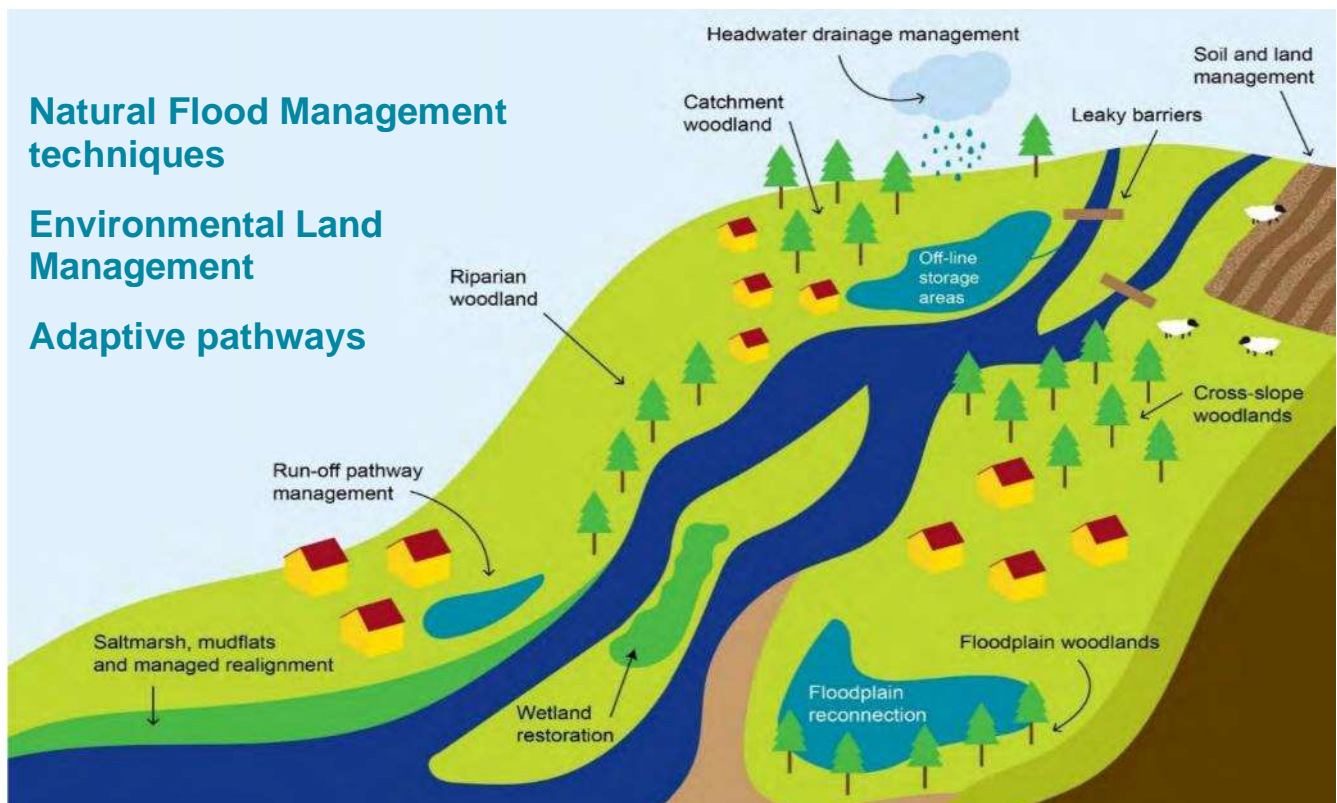 Natural Flood Management
techniques
Environmental Land
Management
Adaptive pathways
Headwater drainage management
Soil and land
management
Catchment
woodland
Leaky barriers
Off-line
storage
areas
Riparian
woodland
Cross-slope
woodlands
Run-off pathway
management
Saltmarsh, mudflats
and managed realignment
Floodplain woodlands
Floodplain
reconnection
Wetland
restoration